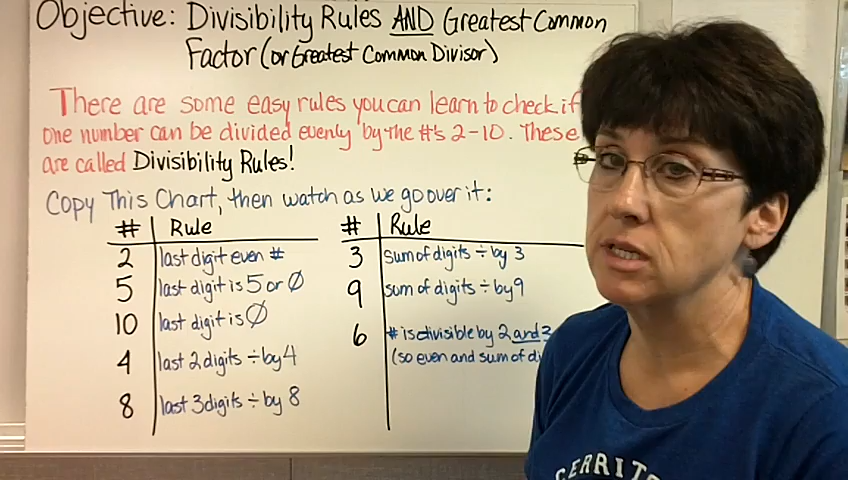 Objective: Divisibility Rules AND Greatest Common
Factor (or Greatest Common Divisor)
There are some easy rules you can learn to check if
one number can be divided evenly by the #'s 2-10. These
are called Divisibility Rules!
Copy This Chart, then watch as we go over it:
# Rule
2 last digit even #
5 last digit is 5 or Ø
10 last digit is Ø
4 last 2 digits ÷ by 4
8 last 3 digits ÷ by 8
# Rule
3 sum of digits ÷ by 3
9 sum of digits ÷ by 9
6 # is divisible by 2 and 3
(so even and sum of di
CERRITO